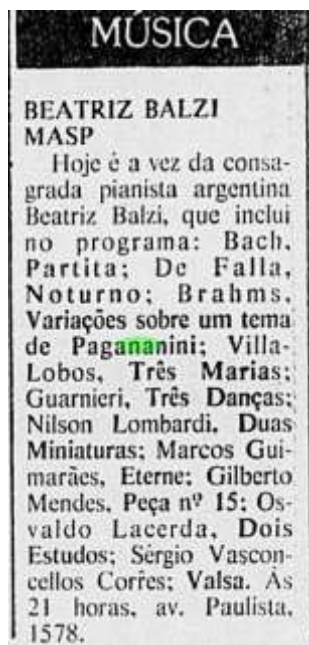 MÚSICA
BEATRIZ BALZI
MASP
Hoje é a vez da consa-
grada pianista argentina
Beatriz Balzi, que inclui
no programa: Bach,
Partita; De Falla,
Noturno; Brahms,
Variações sobre um tema
de Pagananini; Villa-
Lobos, Três Marias;
Guarnieri, Três Danças;
Nilson Lombardi, Duas
Miniaturas; Marcos Gui-
marães, Eterne; Gilberto
Mendes, Peça nº 15; Os-
valdo Lacerda, Dois
Estudos; Sérgio Vascon-
cellos Corrês; Valsa. Às
21 horas, av. Paulista,
1578.